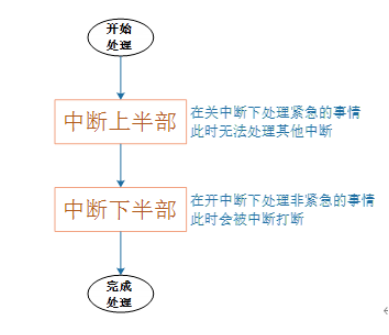 开始
处理
中断上半部
在关中断下处理紧急的事情
此时无法处理其他中断
中断下半部
在开中断下处理非紧急的事情
此时会被中断打断
完成
处理